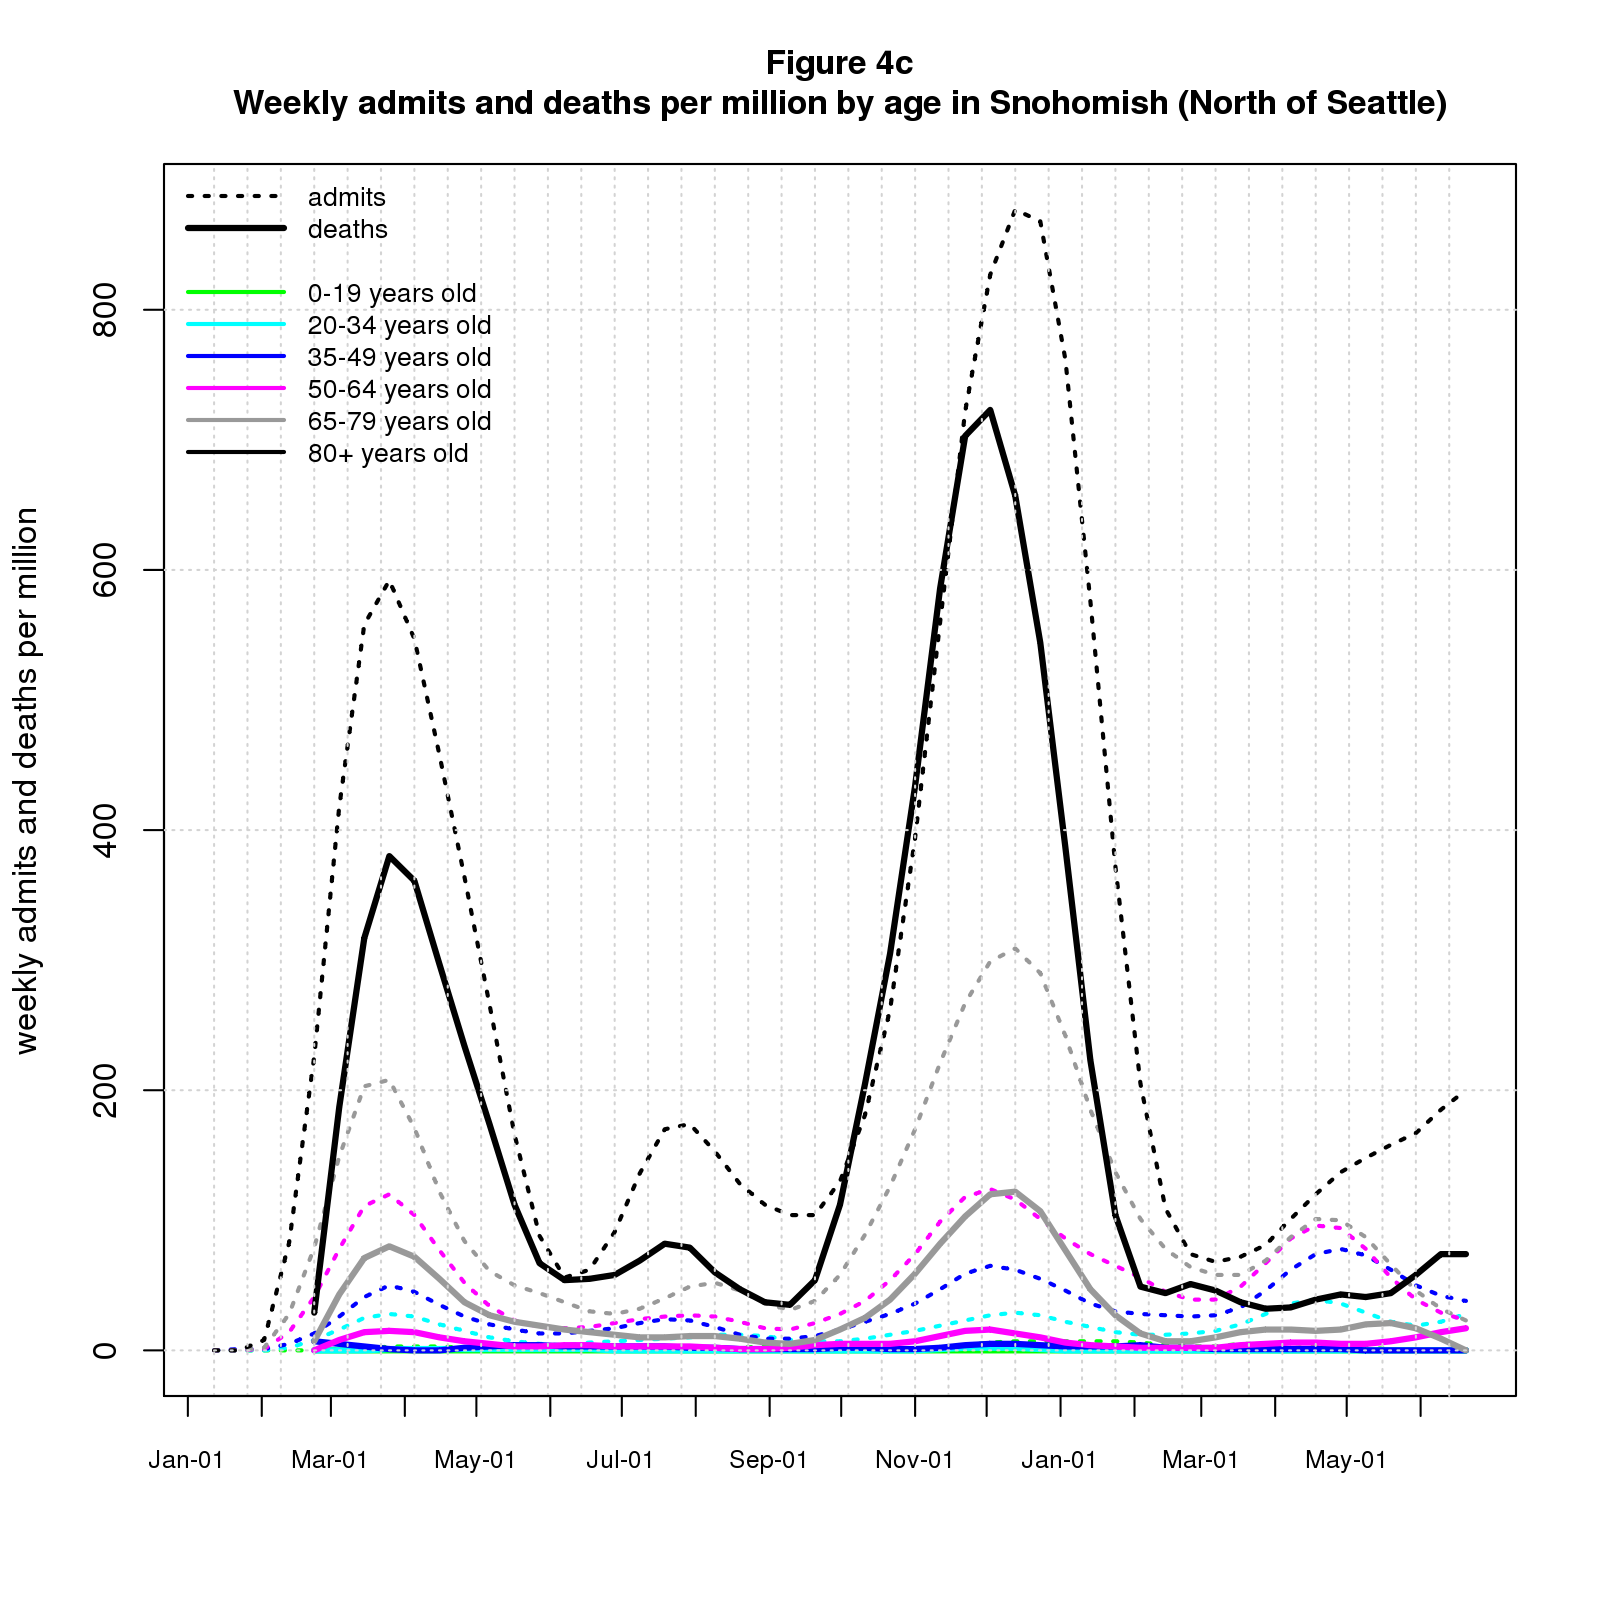 Figure 4c
Weekly admits and deaths per million by age in Snohomish (North of Seattle)
admits
deaths
0-19 years old
20-34 years old
35-49 years old
50-64 years old
65-79 years old
80+ years old
weekly admits and deaths per million
800
600
400
200
0
Jan-01 Mar-01 May-01 Jul-01 Sep-01 Nov-01 Jan-01 Mar-01 May-01